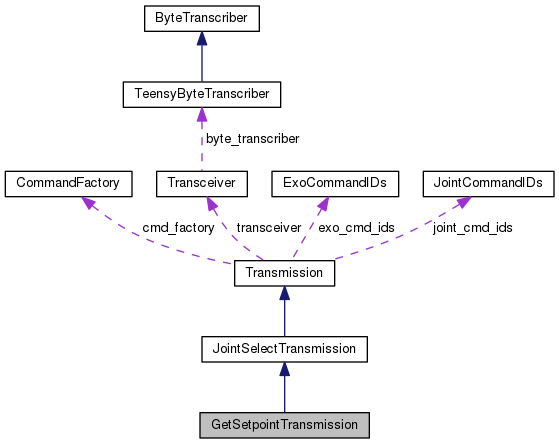 ByteTranscriber
TeensyByteTranscriber
byte_transcriber
CommandFactory
Transceiver
ExoCommandIDs
JointCommandIDs
cmd_factory
transceiver
exo_cmd_ids
joint_cmd_ids
Transmission
JointSelectTransmission
GetSetpointTransmission